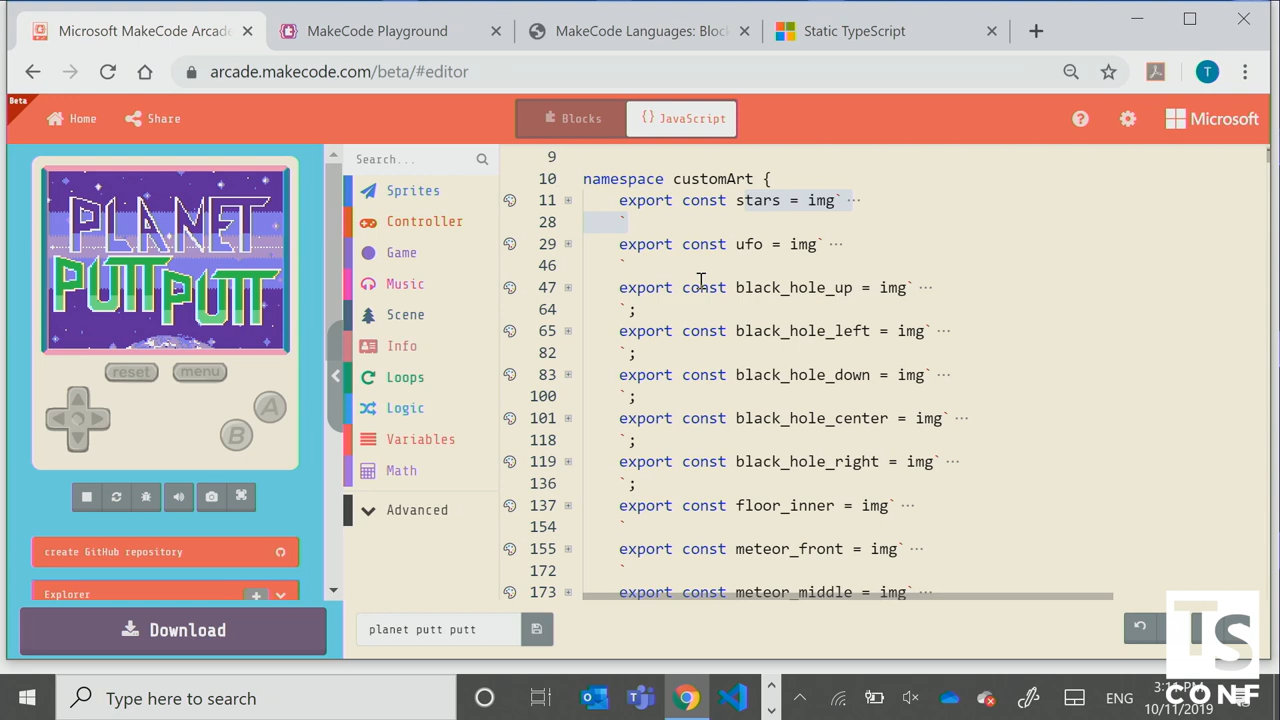 Microsoft MakeCode Arcade
MakeCode Playground
MakeCode Languages: Block
Static TypeScript
arcade.makecode.com/beta/#editor
T
Beta
Home
Share
Blocks
{} JavaScript
Microsoft
PLANET
PUTT PUTT
reset
menu
A
B
create GitHub repository
Explorer
Download
Search...
Sprites
Controller
Game
Music
Scene
Info
Loops
Logic
Variables
Math
Advanced
planet putt putt
9
10 namespace customArt {
11 export const stars = img` ...
28 `
29 export const ufo = img` ...
46 `
47 export const black_hole_up = img` ...
64 `;
65 export const black_hole_left = img` ...
82 `;
83 export const black_hole_down = img` ...
100 `;
101 export const black_hole_center = img` ...
118 `;
119 export const black_hole_right = img` ...
136 `;
137 export const floor_inner = img` ...
154 `
155 export const meteor_front = img` ...
172 `
173 export const meteor_middle = img` ...
TS
CONF
Type here to search
ENG
10/11/2019